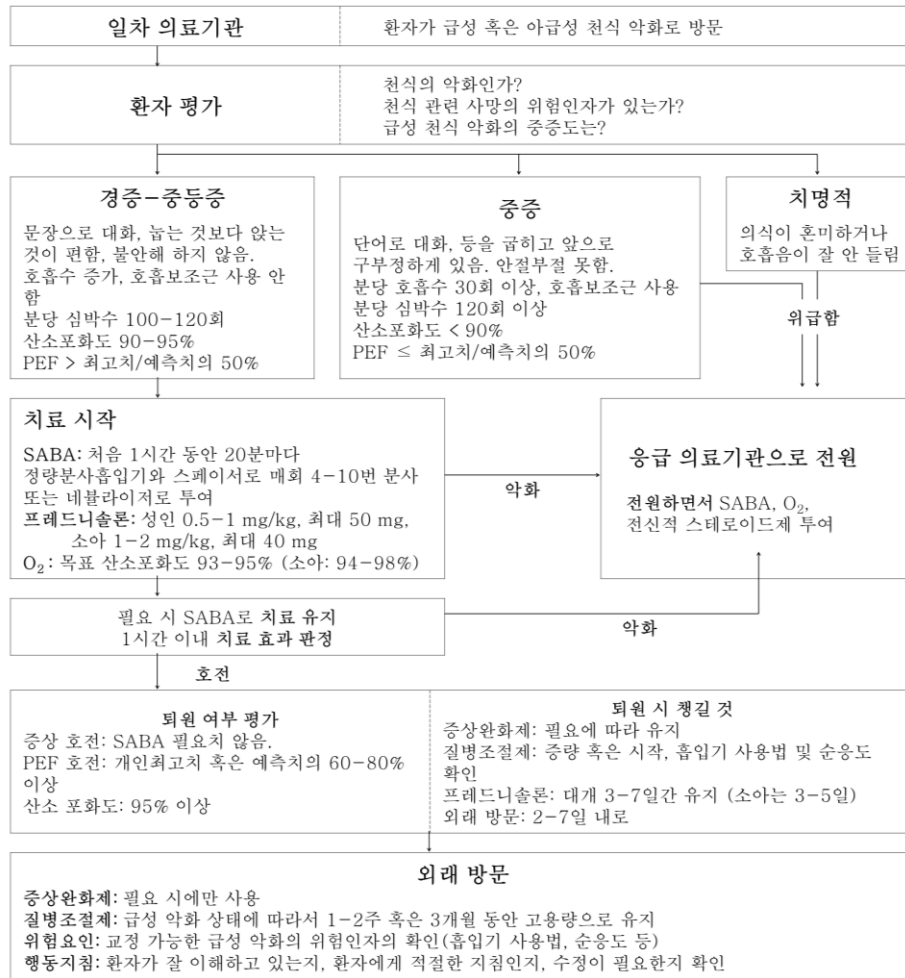 일차 의료기관
환자가 급성 혹은 아급성 천식 악화로 방문
환자 평가
천식의 악화인가?
천식 관련 사망의 위험인자가 있는가?
급성 천식 악화의 중증도는?
경증-중등증
문장으로 대화, 눕는 것보다 앉는
것이 편함, 불안해 하지 않음.
호흡수 증가, 호흡보조근 사용 안
함
분당 심박수 100-120회
산소포화도 90-95%
PEF > 최고치/예측치의 50%
중증
단어로 대화, 등을 굽히고 앞으로
구부정하게 있음. 안절부절 못함.
분당 호흡수 30회 이상, 호흡보조근 사용
분당 심박수 120회 이상
산소포화도 < 90%
PEF ≤ 최고치/예측치의 50%
치명적
의식이 혼미하거나
호흡음이 잘 안 들림
위급함
치료 시작
SABA: 처음 1시간 동안 20분마다
정량분사흡입기와 스페이서로 매회 4-10번 분사
또는 네뷸라이저로 투여
프레드니솔론: 성인 0.5-1 mg/kg, 최대 50 mg,
소아 1-2 mg/kg, 최대 40 mg
O₂ : 목표 산소포화도 93-95% (소아: 94-98%)
악화
응급 의료기관으로 전원
전원하면서 SABA, O₂,
전신적 스테로이드제 투여
필요 시 SABA로 치료 유지
1시간 이내 치료 효과 판정
악화
호전
퇴원 여부 평가
증상 호전: SABA 필요치 않음.
PEF 호전: 개인최고치 혹은 예측치의 60-80%
이상
산소 포화도: 95% 이상
퇴원 시 챙길 것
증상완화제: 필요에 따라 유지
질병조절제: 증량 혹은 시작, 흡입기 사용법 및 순응도
확인
프레드니솔론: 대개 3-7일간 유지 (소아는 3-5일)
외래 방문: 2-7일 내로
외래 방문
증상완화제: 필요 시에만 사용
질병조절제: 급성 악화 상태에 따라서 1-2주 혹은 3개월 동안 고용량으로 유지
위험요인: 교정 가능한 급성 악화의 위험인자의 확인(흡입기 사용법, 순응도 등)
행동지침: 환자가 잘 이해하고 있는지, 환자에게 적절한 지침인지, 수정이 필요한지 확인